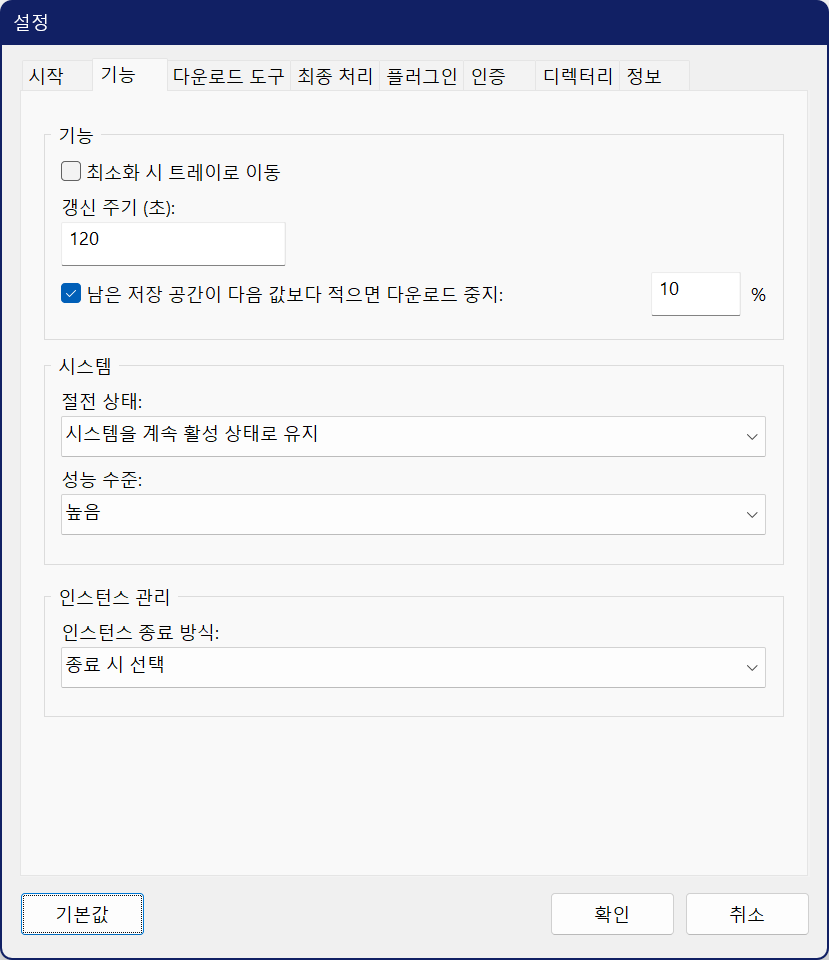 설정
시작 기능 다운로드 도구 최종 처리 플러그인 인증 디렉터리 정보
기능
최소화 시 트레이로 이동
갱신 주기 (초):
120
남은 저장 공간이 다음 값보다 적으면 다운로드 중지: 10 %
시스템
절전 상태:
시스템을 계속 활성 상태로 유지
성능 수준:
높음
인스턴스 관리
인스턴스 종료 방식:
종료 시 선택
기본값 확인 취소